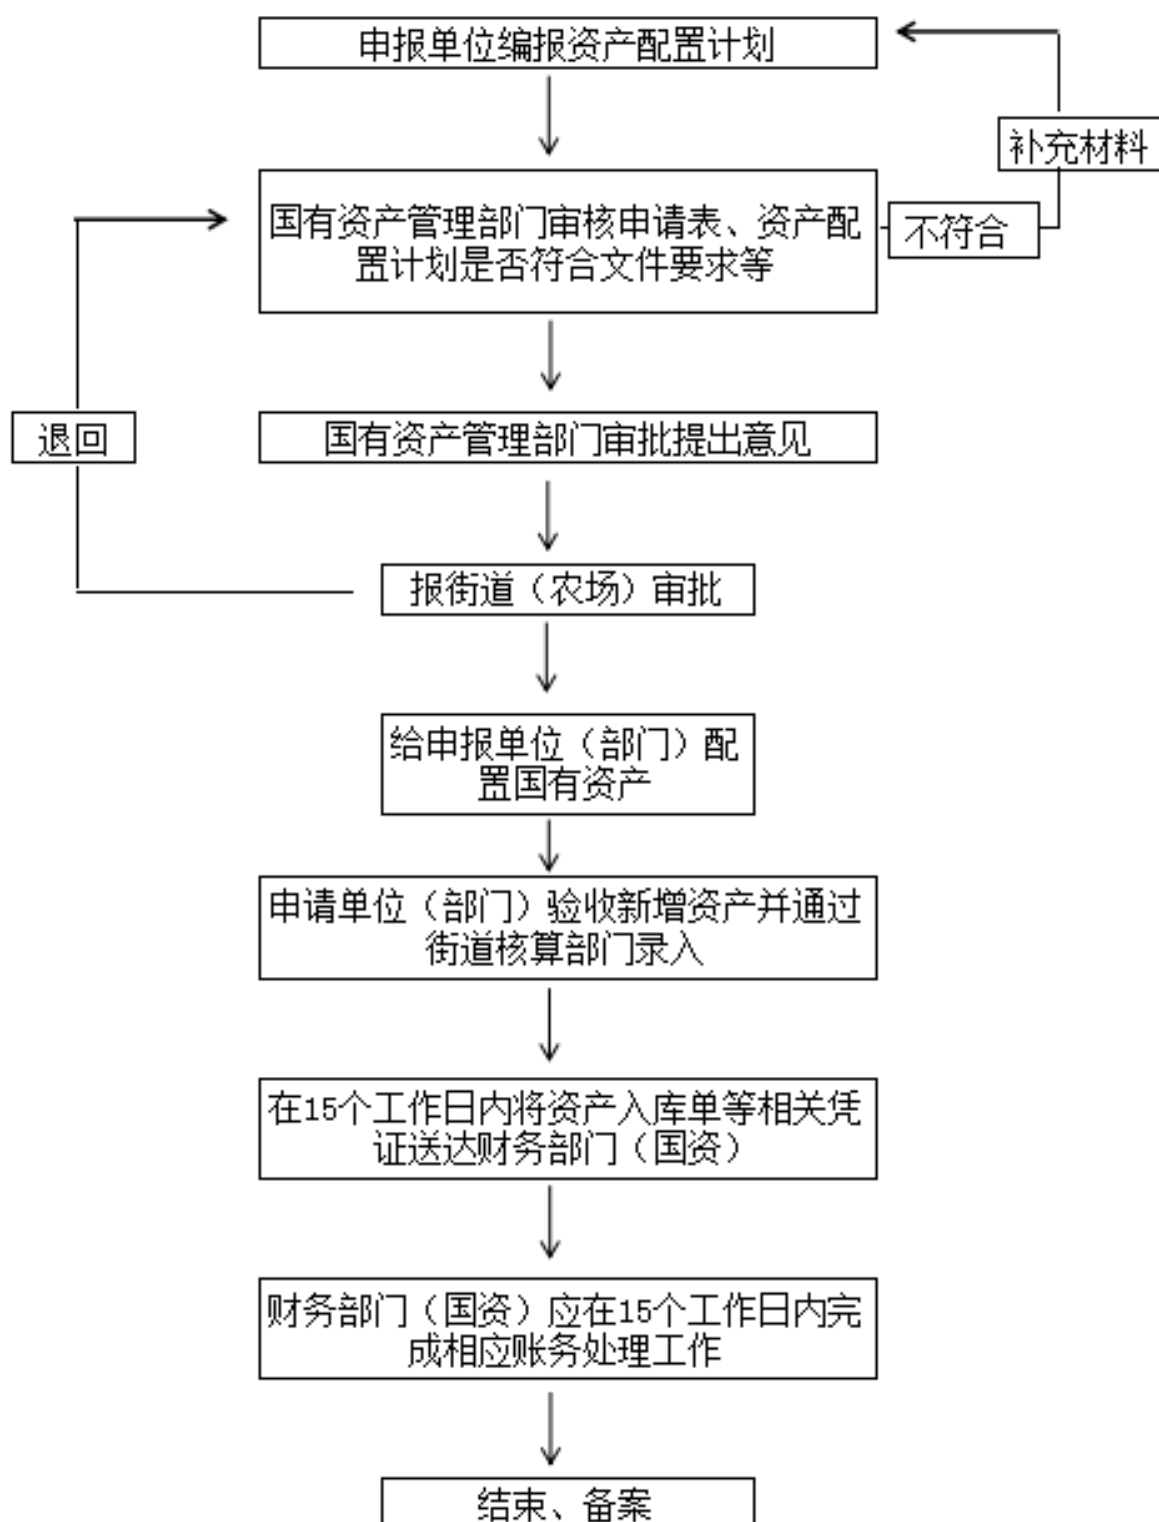 申报单位编报资产配置计划
补充材料
国有资产管理部门审核申请表、资产配
置计划是否符合文件要求等
不符合
退回
国有资产管理部门审批提出意见
报街道（农场）审批
给申报单位（部门）配
置国有资产
申请单位（部门）验收新增资产并通过
街道核算部门录入
在15个工作日内将资产入库单等相关凭
证送达财务部门（国资）
财务部门（国资）应在15个工作日内完
成相应账务处理工作
结束、备案